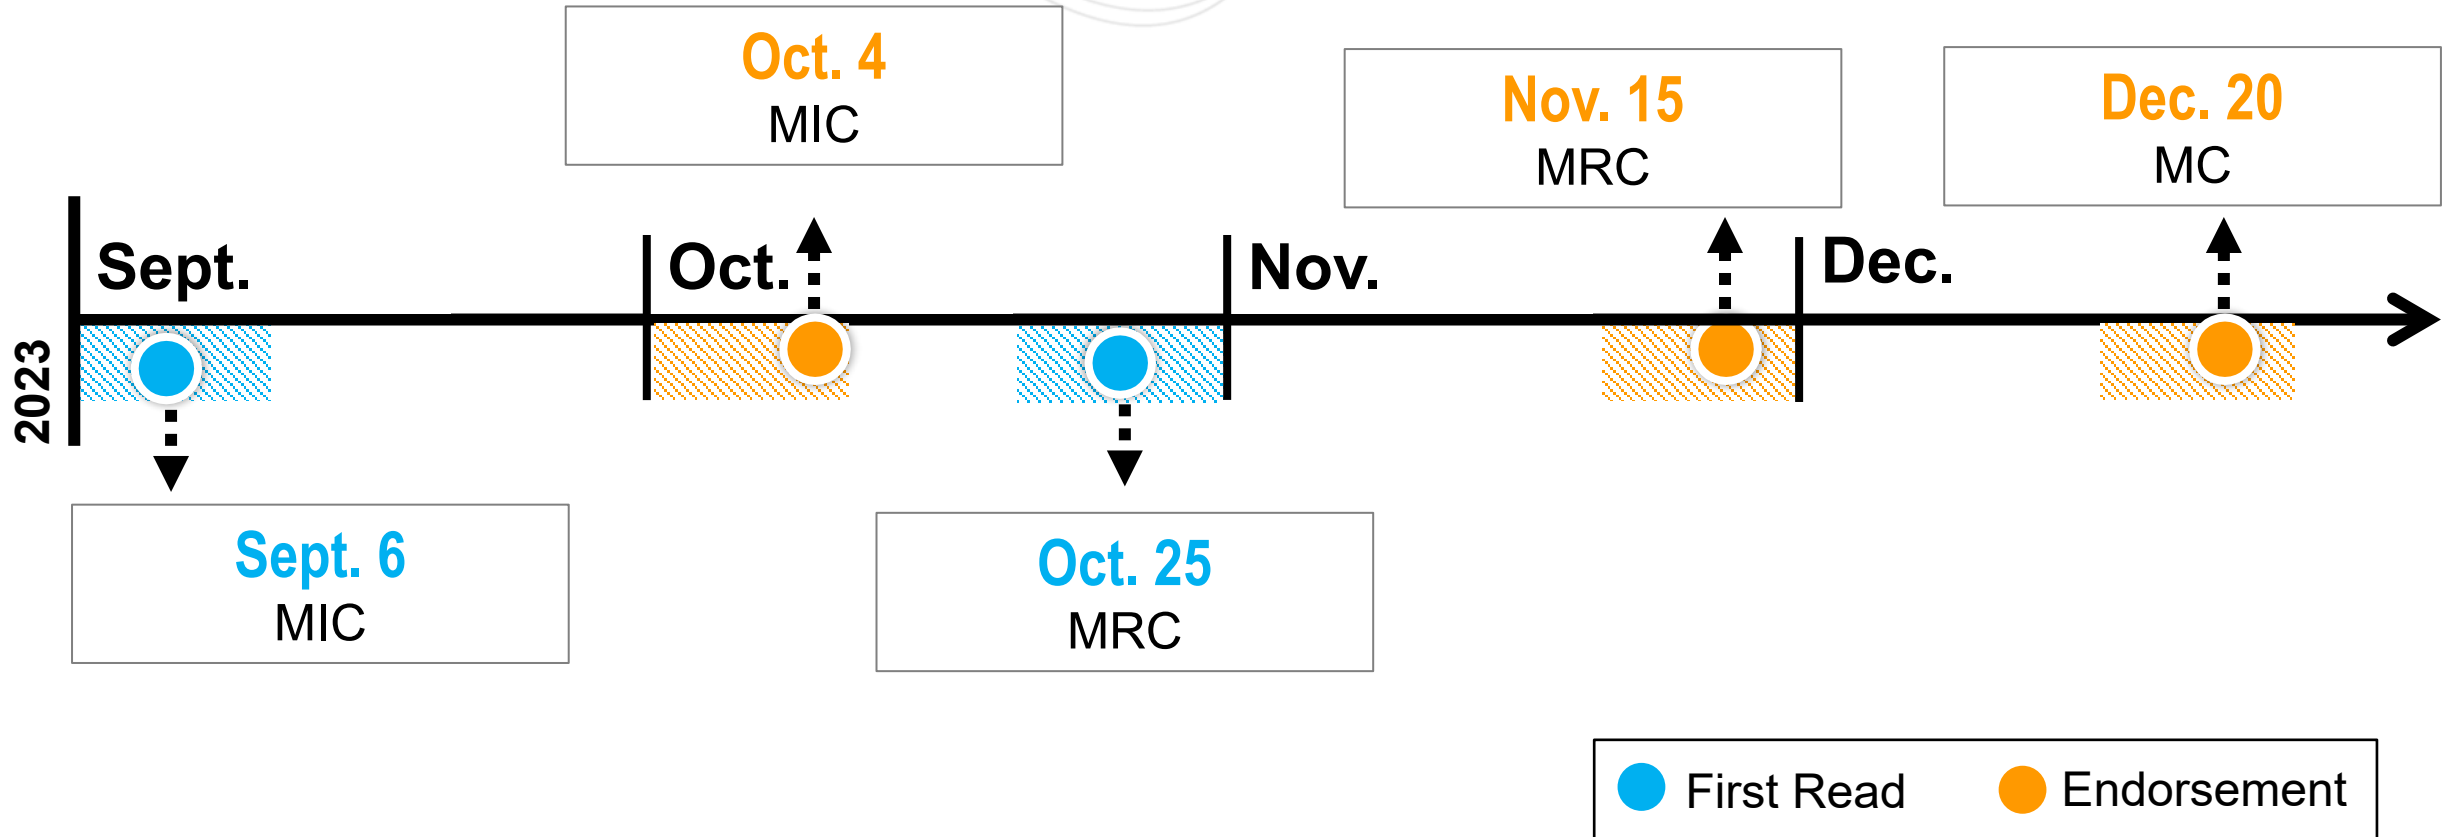 Oct. 4
MIC
Nov. 15
MRC
Dec. 20
MC
Sept.
Oct.
Nov.
Dec.
2023
Sept. 6
MIC
Oct. 25
MRC
First Read
Endorsement